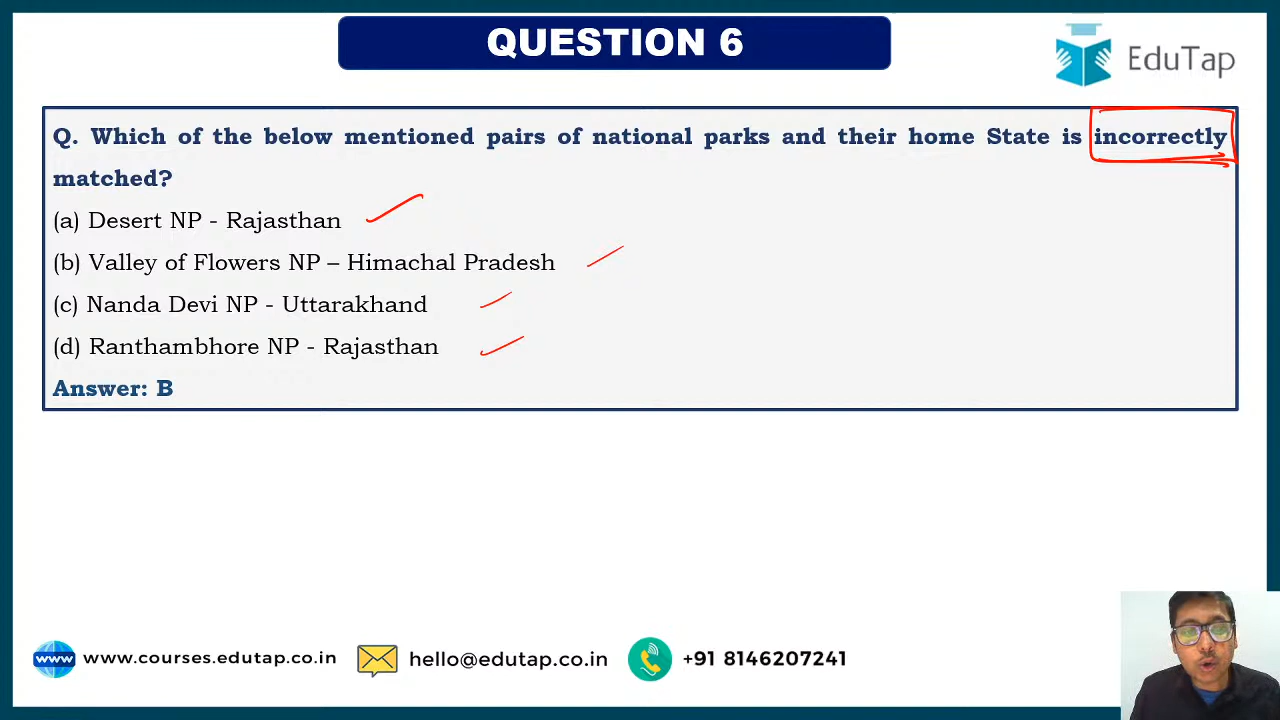 QUESTION 6
EduTap
Q. Which of the below mentioned pairs of national parks and their home State is incorrectly
matched?
(a) Desert NP - Rajasthan
(b) Valley of Flowers NP – Himachal Pradesh
(c) Nanda Devi NP - Uttarakhand
(d) Ranthambhore NP - Rajasthan
Answer: B
www www.courses.edutap.co.in hello@edutap.co.in +91 8146207241